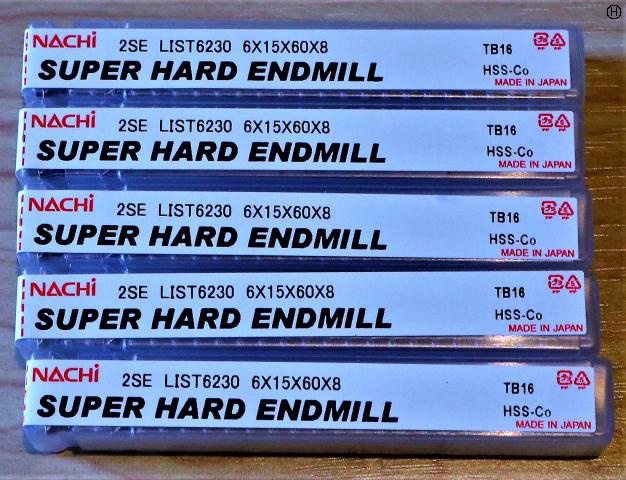 H
NACHi
2SE LIST6230 6X15X60X8 TB16
SUPER HARD ENDMILL HSS-Co
MADE IN JAPAN
NACHi
2SE LIST6230 6X15X60X8 TB16
SUPER HARD ENDMILL HSS-Co
MADE IN JAPAN
NACHi
2SE LIST6230 6X15X60X8 TB16
SUPER HARD ENDMILL HSS-Co
MADE IN JAPAN
NACHi
2SE LIST6230 6X15X60X8 TB16
SUPER HARD ENDMILL HSS-Co
MADE IN JAPAN
NACHi
2SE LIST6230 6X15X60X8 TB16
SUPER HARD ENDMILL HSS-Co
MADE IN JAPAN